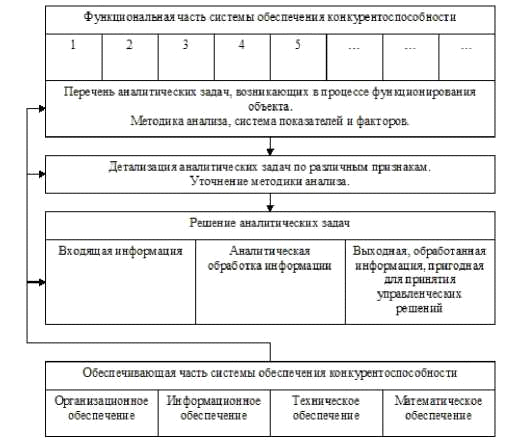 Функциональная часть системы обеспечения конкурентоспособности
1 2 3 4 5 ... ... ...
Перечень аналитических задач, возникающих в процессе функционирования
объекта.
Методика анализа, система показателей и факторов.
Детализация аналитических задач по различным признакам.
Уточнение методики анализа.
Решение аналитических задач
Входящая информация
Аналитическая
обработка информации
Выходная, обработанная
информация, пригодная
для принятия
управленческих
решений
Обеспечивающая часть системы обеспечения конкурентоспособности
Организационное
обеспечение
Информационное
обеспечение
Техническое
обеспечение
Математическое
обеспечение